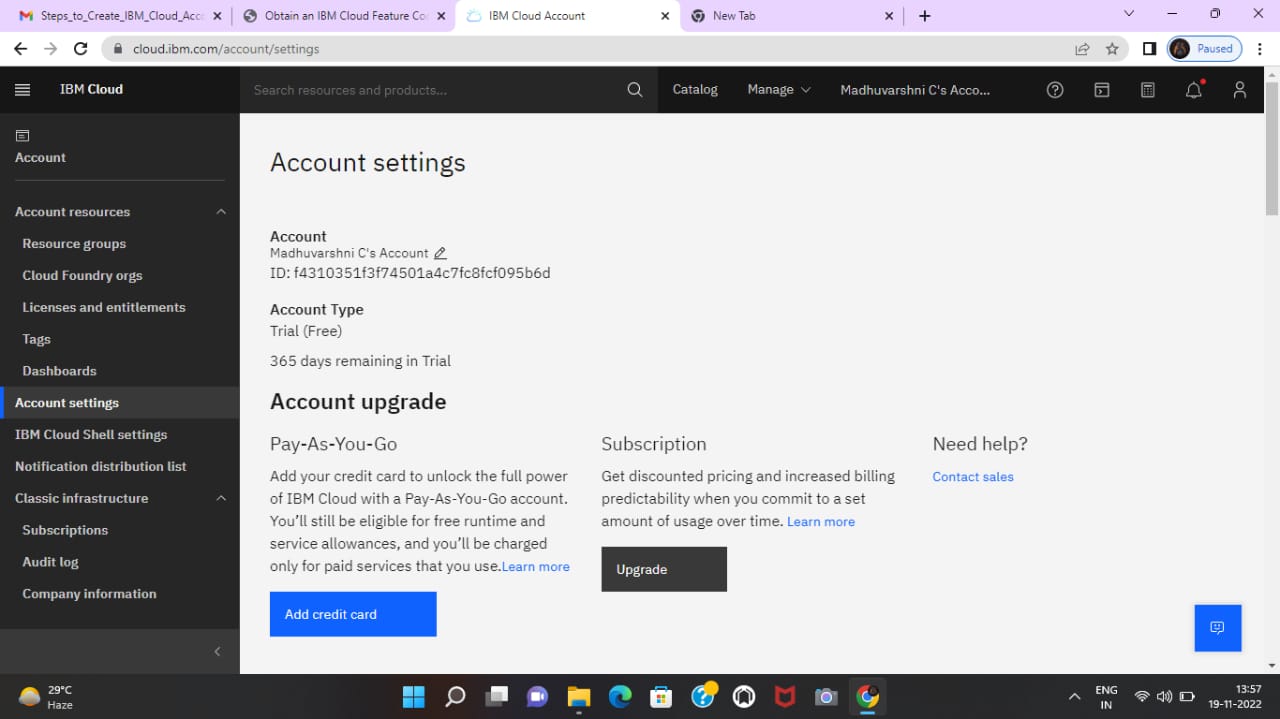 Steps_to_Create_IBM_Cloud_Acc
Obtain an IBM Cloud Feature Co
IBM Cloud Account
New Tab
cloud.ibm.com/account/settings
Paused
IBM Cloud
Search resources and products...
Catalog
Manage
Madhuvarshni C's Acco...
Account
Account resources
Resource groups
Cloud Foundry orgs
Licenses and entitlements
Tags
Dashboards
Account settings
IBM Cloud Shell settings
Notification distribution list
Classic infrastructure
Subscriptions
Audit log
Company information
Account settings
Account
Madhuvarshni C's Account
ID: f4310351f3f74501a4c7fc8fcf095b6d
Account Type
Trial (Free)
365 days remaining in Trial
Account upgrade
Pay-As-You-Go
Add your credit card to unlock the full power
of IBM Cloud with a Pay-As-You-Go account.
You’ll still be eligible for free runtime and
service allowances, and you’ll be charged
only for paid services that you use.Learn more
Add credit card
Subscription
Get discounted pricing and increased billing
predictability when you commit to a set
amount of usage over time. Learn more
Upgrade
Need help?
Contact sales
29°C
Haze
ENG
IN
13:57
19-11-2022